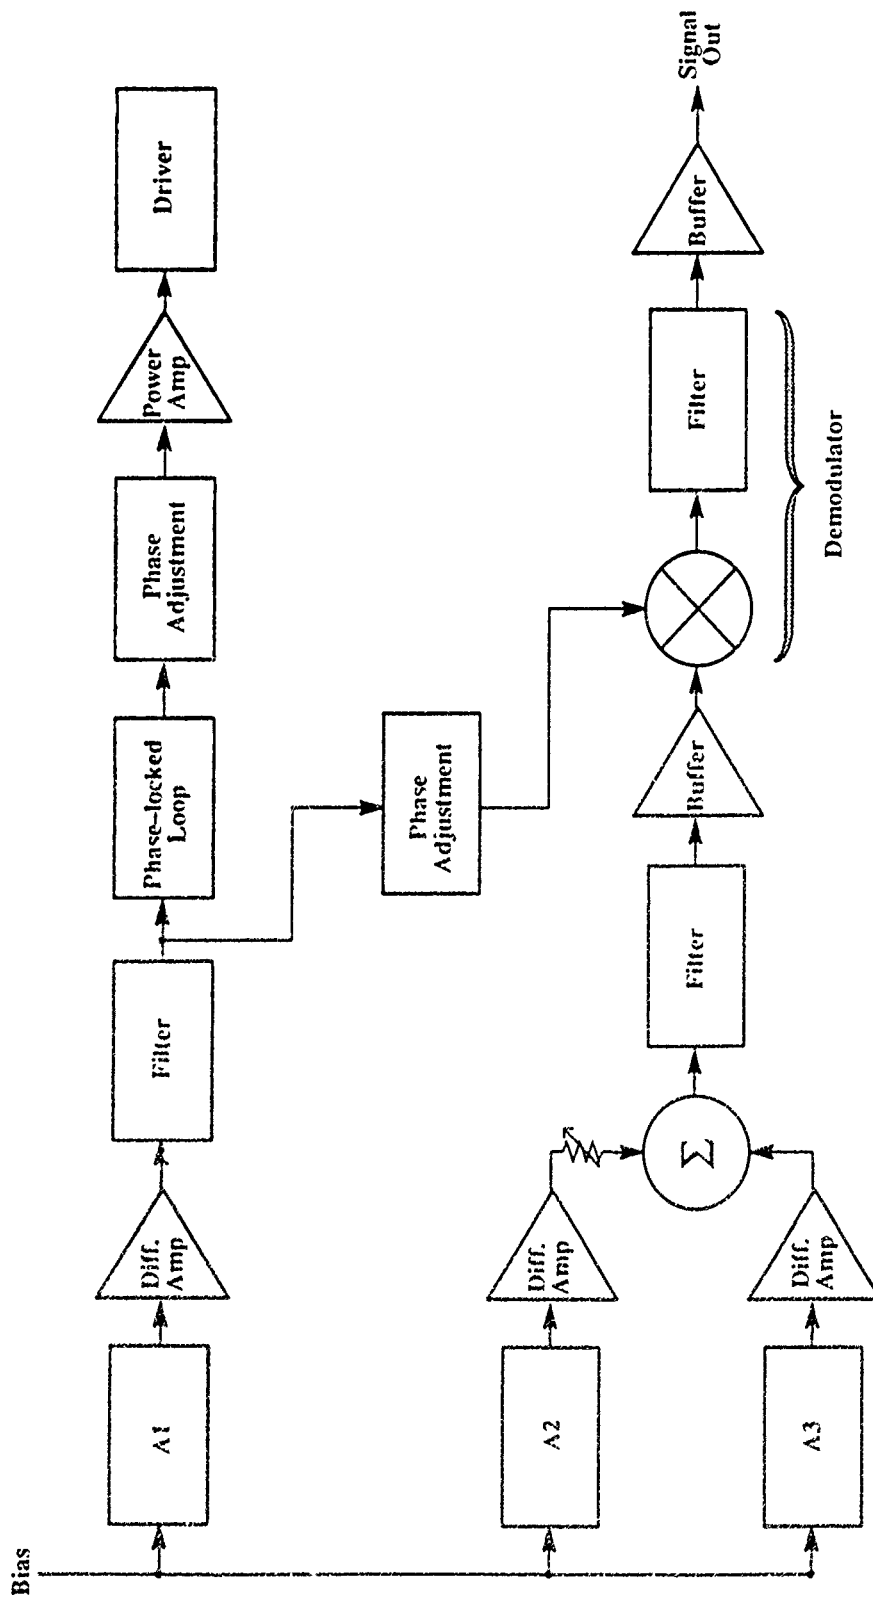 Bias
A1
Diff.
Amp
Filter
Phase-locked
Loop
Phase
Adjustment
Power
Amp
Driver
Phase
Adjustment
A2
Diff.
Amp
A3
Diff.
Amp
Σ
Filter
Buffer
Filter
Buffer
Signal
Out
Demodulator